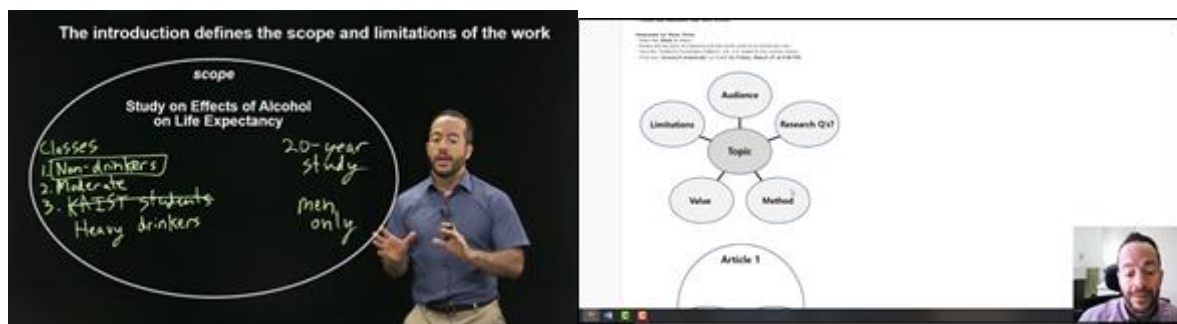 The introduction defines the scope and limitations of the work
scope
Study on Effects of Alcohol
on Life Expectancy
Classes
1. Non-drinkers
2. Moderate
3. KAIST students
Heavy drinkers
20-year
study
men
only
Audience
Limitations
Research Q's?
Topic
Value
Method
Article 1